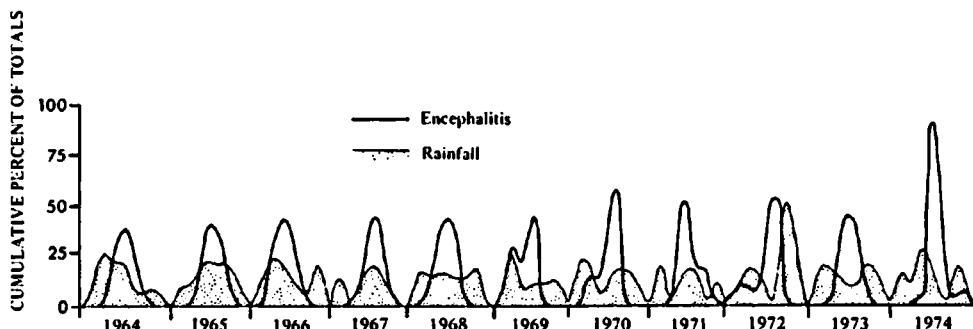 CUMULATIVE PERCENT OF TOTALS
100
75
50
25
0
Encephalitis
Rainfall
1964 1965 1966 1967 1968 1969 1970 1971 1972 1973 1974